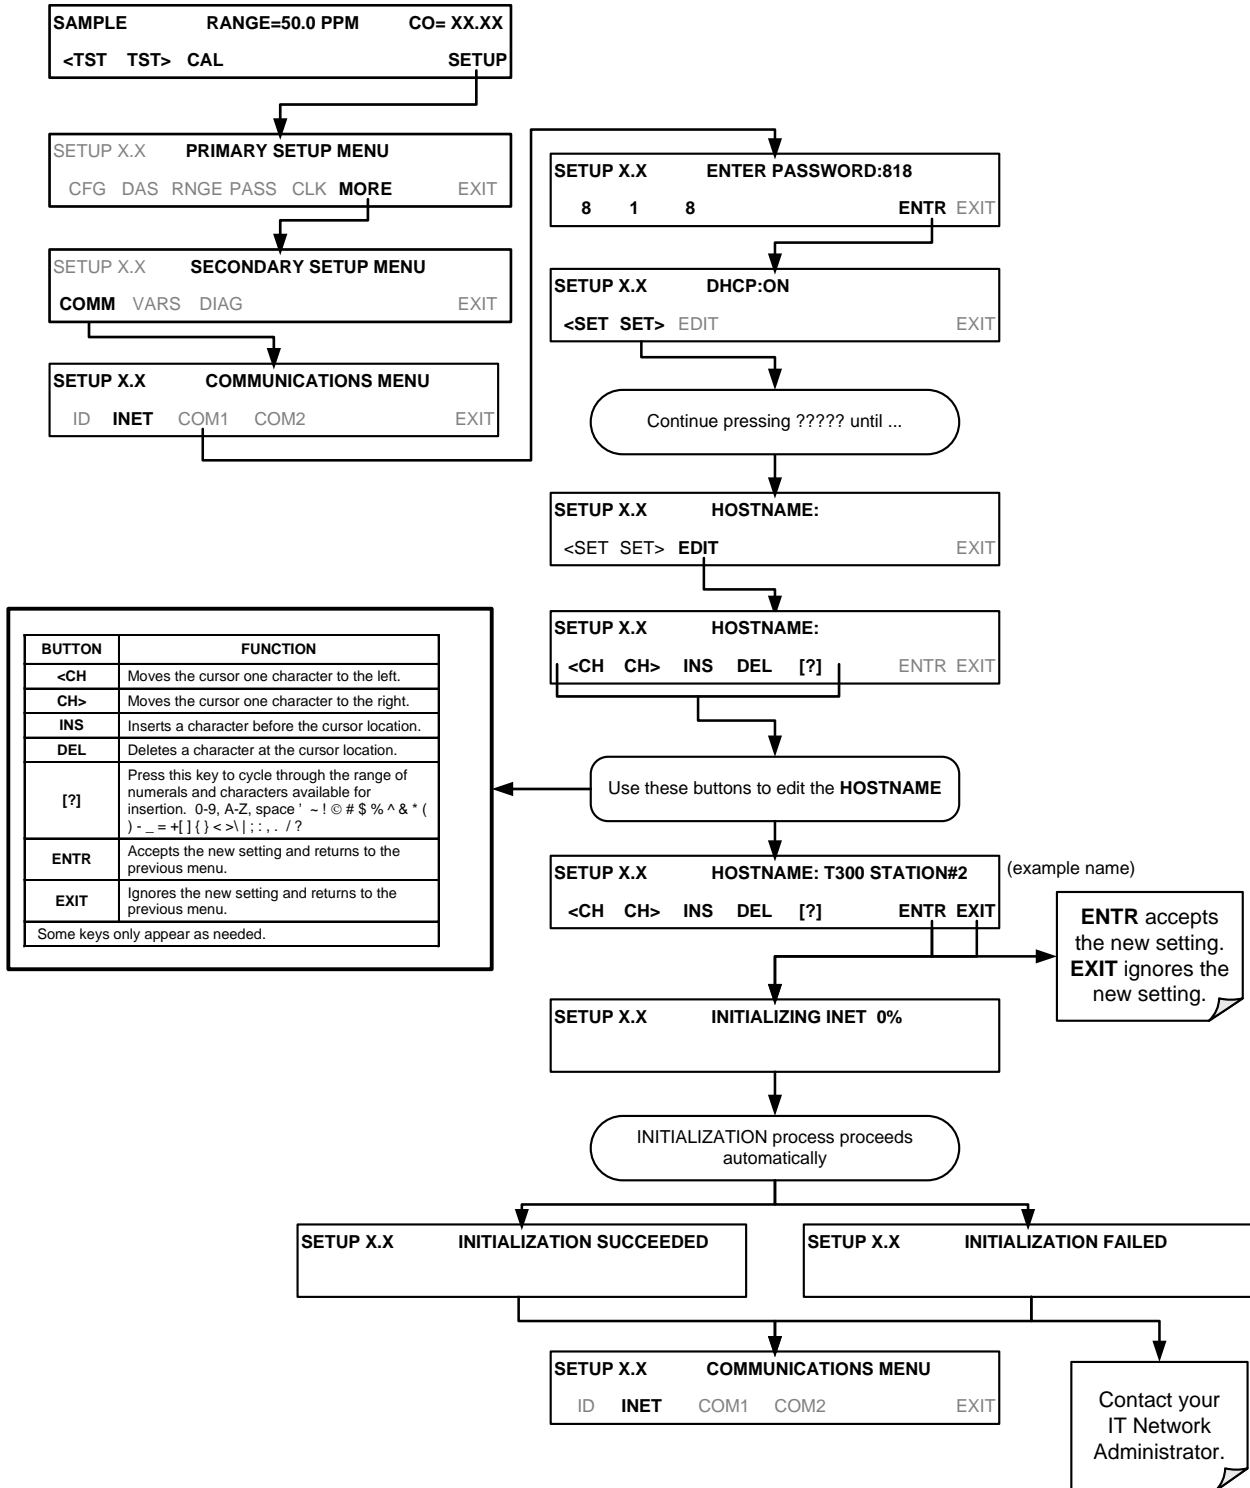 SAMPLE RANGE=50.0 PPM CO= XX.XX
<TST TST> CAL SETUP
SETUP X.X PRIMARY SETUP MENU
CFG DAS RNGE PASS CLK MORE EXIT
SETUP X.X SECONDARY SETUP MENU
COMM VARS DIAG EXIT
SETUP X.X COMMUNICATIONS MENU
ID INET COM1 COM2 EXIT
SETUP X.X ENTER PASSWORD:818
8 1 8 ENTR EXIT
SETUP X.X DHCP:ON
<SET SET> EDIT EXIT
Continue pressing ????? until ...
SETUP X.X HOSTNAME:
<SET SET> EDIT EXIT
SETUP X.X HOSTNAME:
<CH CH> INS DEL [?] ENTR EXIT
Use these buttons to edit the HOSTNAME
BUTTON FUNCTION
<CH Moves the cursor one character to the left.
CH> Moves the cursor one character to the right.
INS Inserts a character before the cursor location.
DEL Deletes a character at the cursor location.
[?] Press this key to cycle through the range of
numerals and characters available for
insertion. 0-9, A-Z, space ' ~ ! © # $ % ^ & * (
) - _ = +[ ] { } < >\ | ; : , . / ?
ENTR Accepts the new setting and returns to the
previous menu.
EXIT Ignores the new setting and returns to the
previous menu.
Some keys only appear as needed.
SETUP X.X HOSTNAME: T300 STATION#2 (example name)
<CH CH> INS DEL [?] ENTR EXIT
ENTR accepts
the new setting.
EXIT ignores the
new setting.
SETUP X.X INITIALIZING INET 0%
INITIALIZATION process proceeds
automatically
SETUP X.X INITIALIZATION SUCCEEDED
SETUP X.X INITIALIZATION FAILED
SETUP X.X COMMUNICATIONS MENU
ID INET COM1 COM2 EXIT
Contact your
IT Network
Administrator.